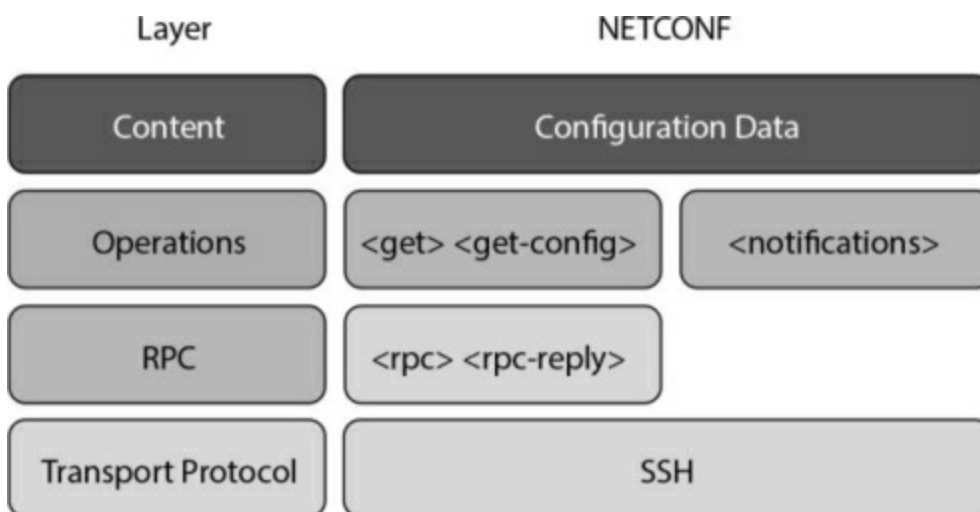 Layer NETCONF
Content Configuration Data
Operations <get> <get-config> <notifications>
RPC <rpc> <rpc-reply>
Transport Protocol SSH